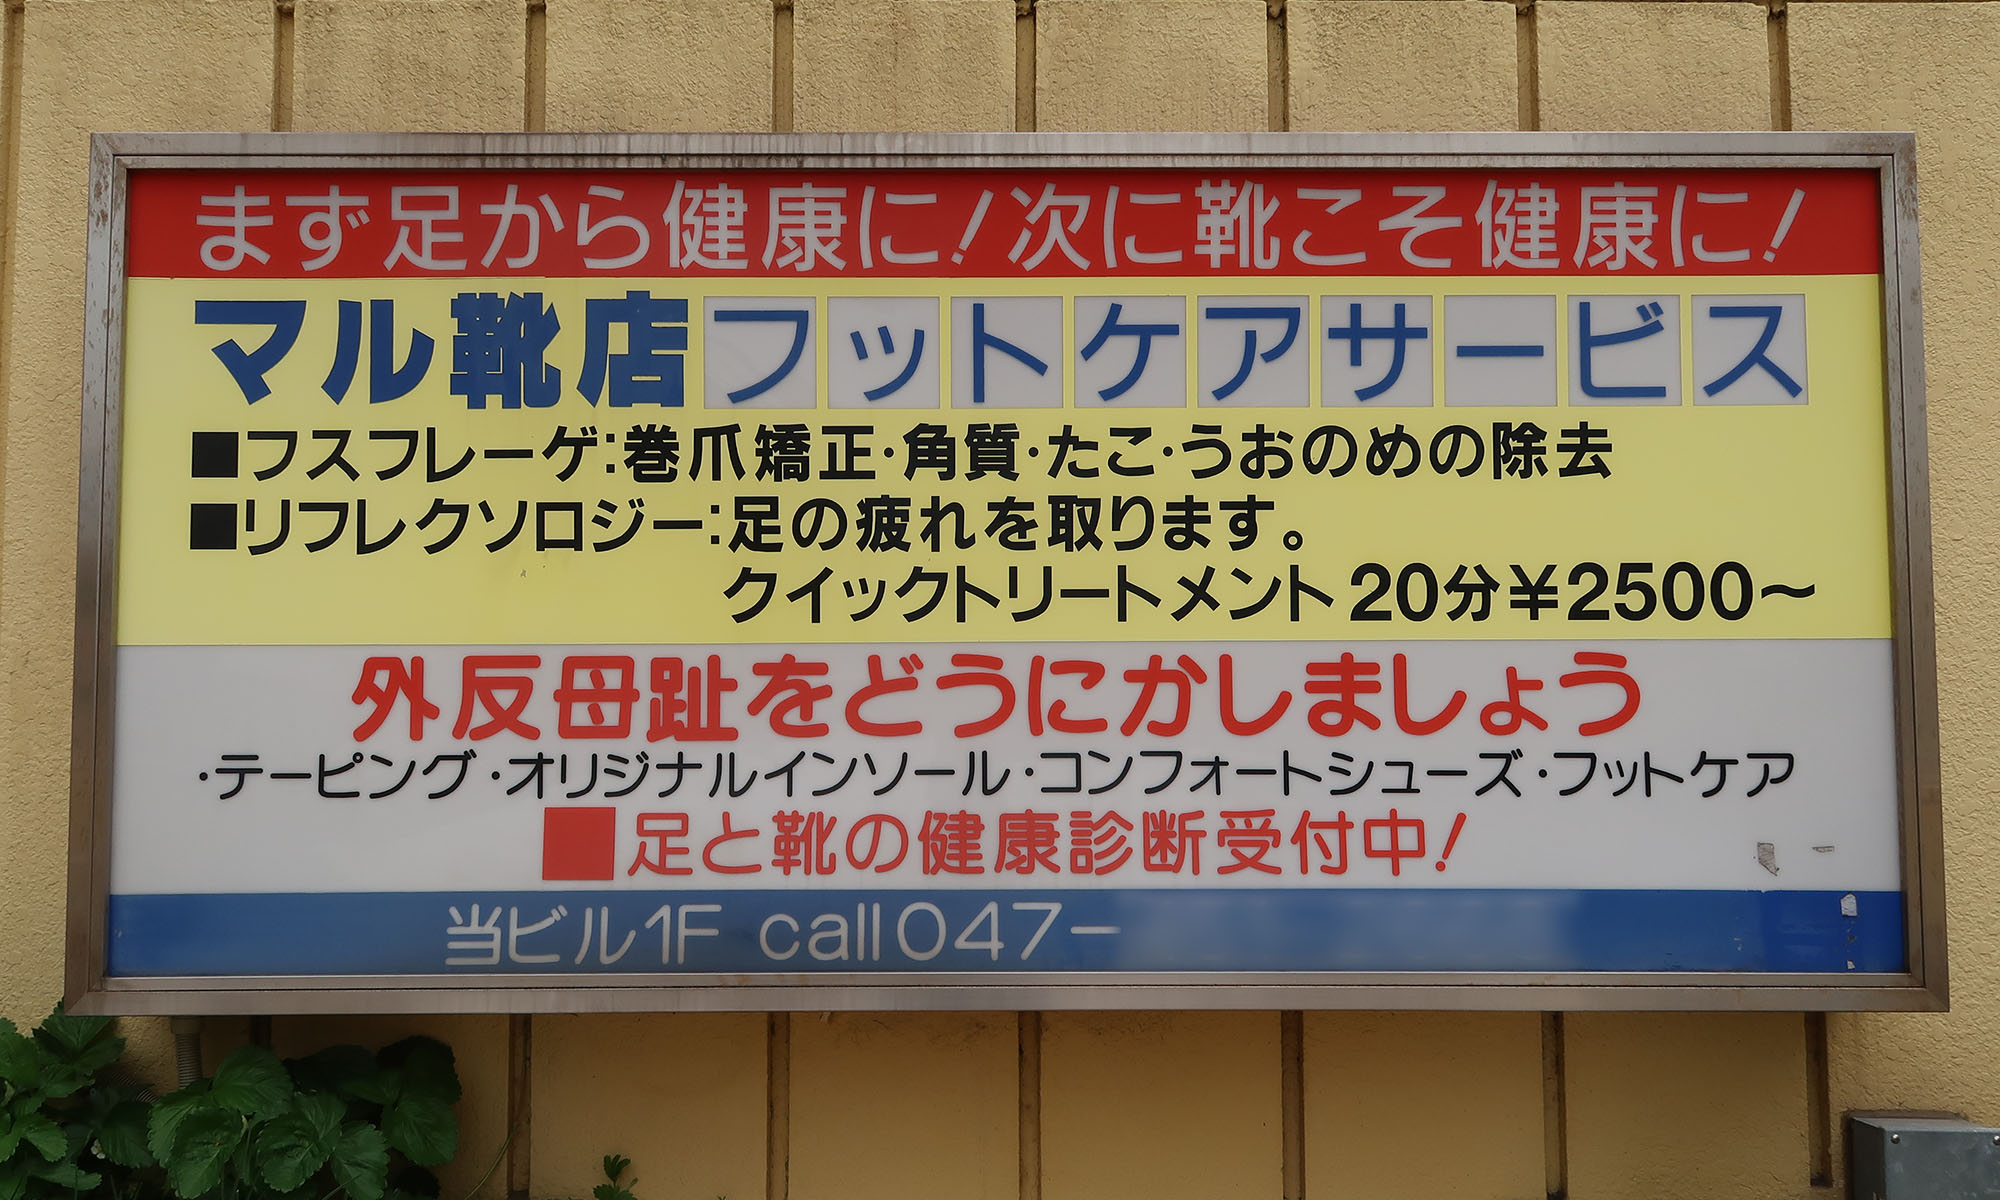 まず足から健康に!次に靴こそ健康に!
マル靴店フットケアサービス
■フスフレーゲ:巻爪矯正・角質・たこ・うおのめの除去
■リフレクソロジー:足の疲れを取ります。
クイックトリートメント20分¥2500〜
外反母趾をどうにかしましょう
・テーピング・オリジナルインソール・コンフォートシューズ・フットケア
■足と靴の健康診断受付中!
当ビル1F call047-